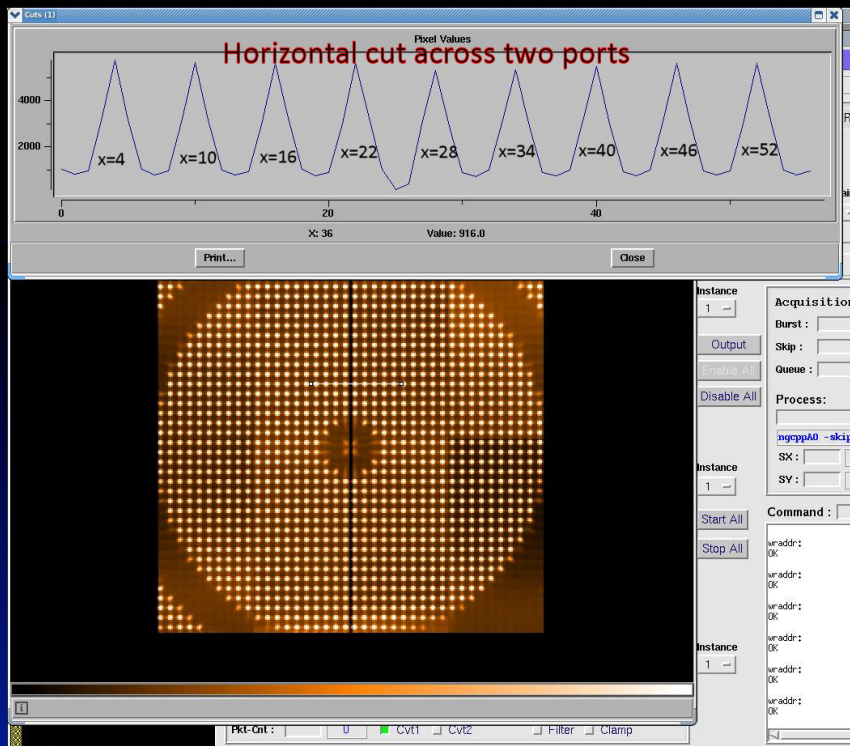 Cuts (1)
Pixel Values
Horizontal cut across two ports
4000
2000
x=4 x=10 x=16 x=22 x=28 x=34 x=40 x=46 x=52
0 20 40
X: 36 Value: 916.0
Print... Close
Instance
1
Acquisition
Burst :
Output
Skip :
Enable All
Queue :
Disable All
Process:
ngcppAO -skip
SX :
Instance
SY :
1
Command :
Start All
Stop All
wraddr:
OK
wraddr:
OK
wraddr:
OK
wraddr:
OK
wraddr:
OK
wraddr:
OK
Instance
1
Pkt-Cnt : 0 Cvt1 Cvt2 Filter Clamp